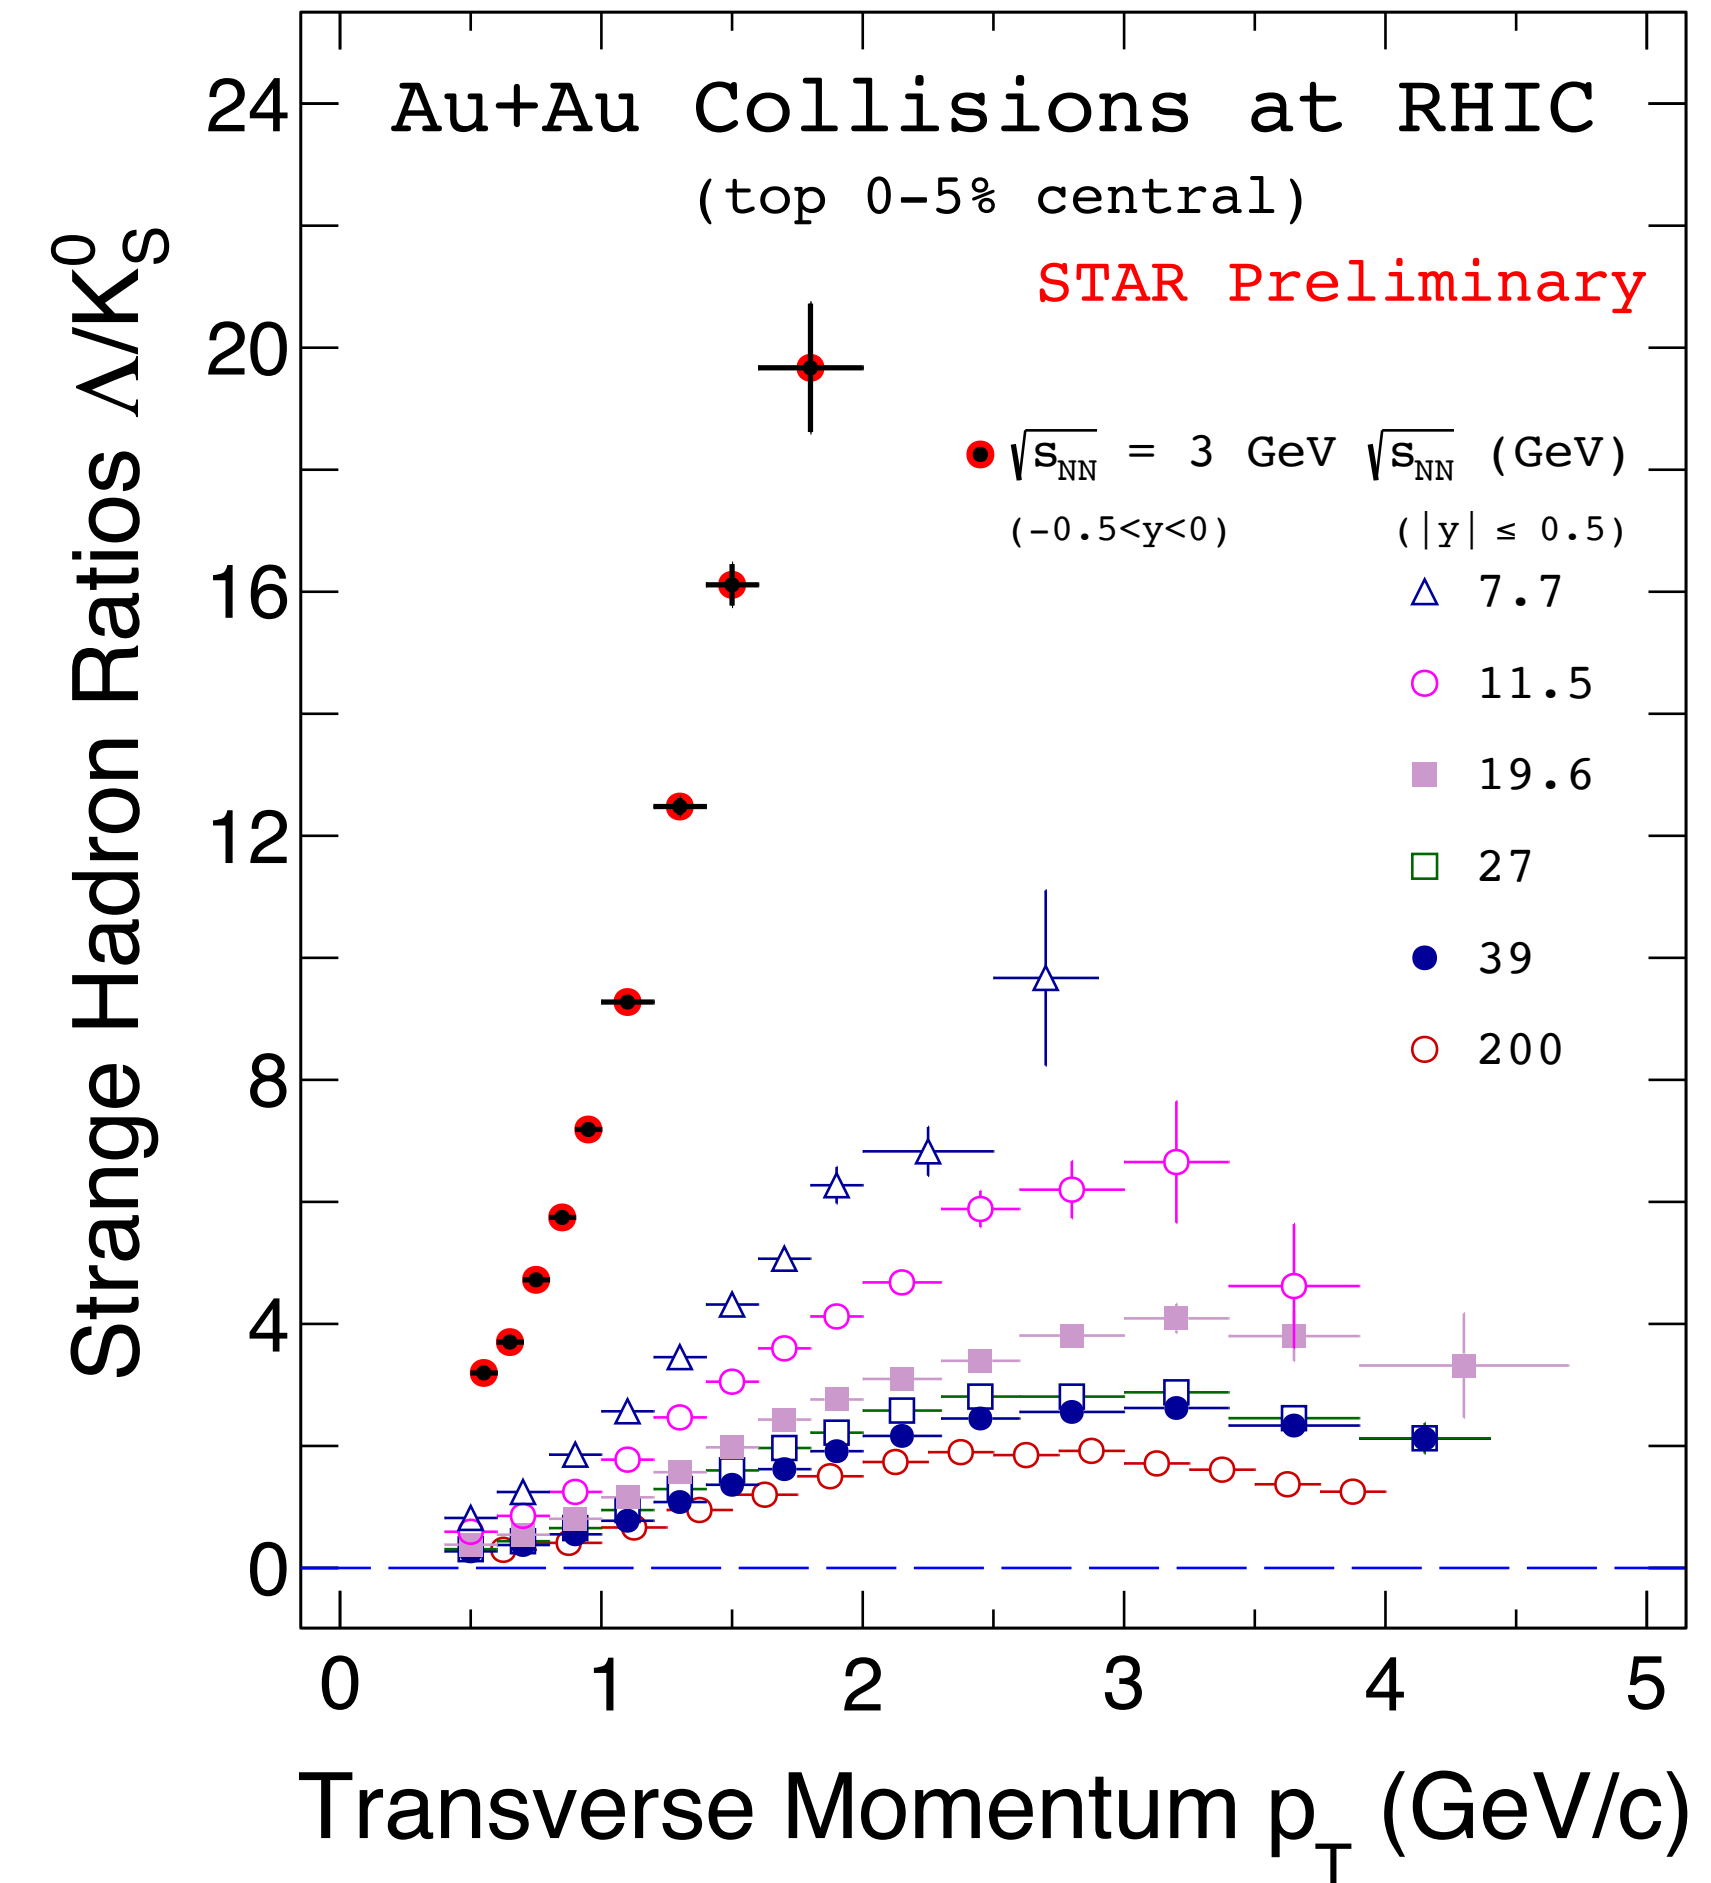 Au+Au Collisions at RHIC
(top 0-5% central)
STAR Preliminary
√sNN = 3 GeV √sNN (GeV)
(-0.5<y<0) (|y| ≤ 0.5)
7.7
11.5
19.6
27
39
200
24
20
16
12
8
4
0
Strange Hadron Ratios Λ/K⁰S
0 1 2 3 4 5
Transverse Momentum pT (GeV/c)